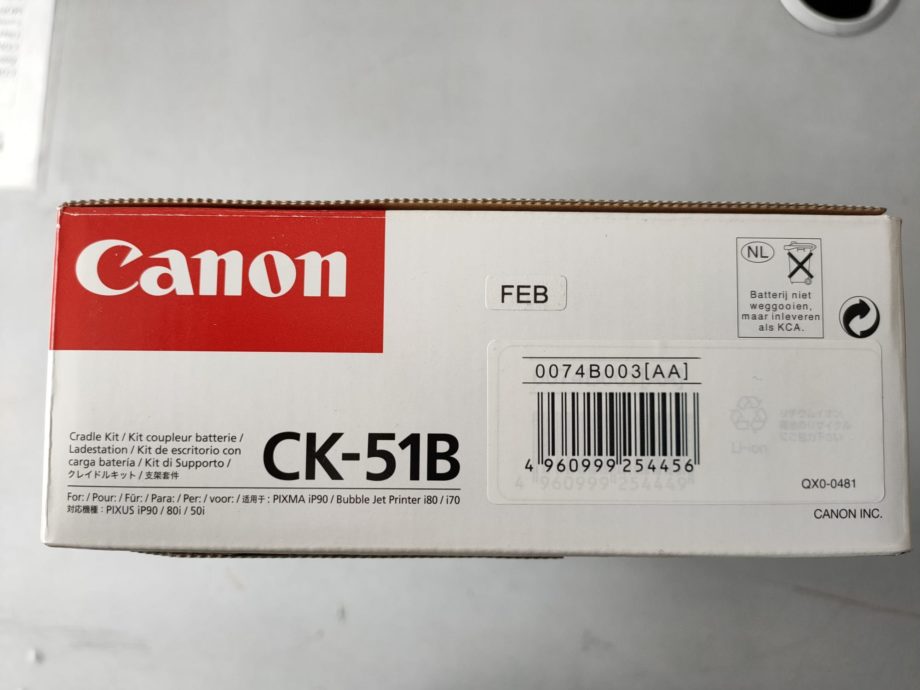 Canon
FEB
NL
Batterij niet
weggooien,
maar inleveren
als KCA.
0074B003[AA]
4 960999 254456
4 960999 254449
Li-ion
QX0-0481
CANON INC.
Cradle Kit / Kit coupleur batterie /
Ladestation / Kit de escritorio con
carga batería / Kit di Supporto /
クレイドルキット / 支架套件
CK-51B
For: / Pour: / Für: / Para: / Per: / voor: / 适用于 : PIXMA iP90 / Bubble Jet Printer i80 / i70
対応機種 : PIXUS iP90 / 80i / 50i